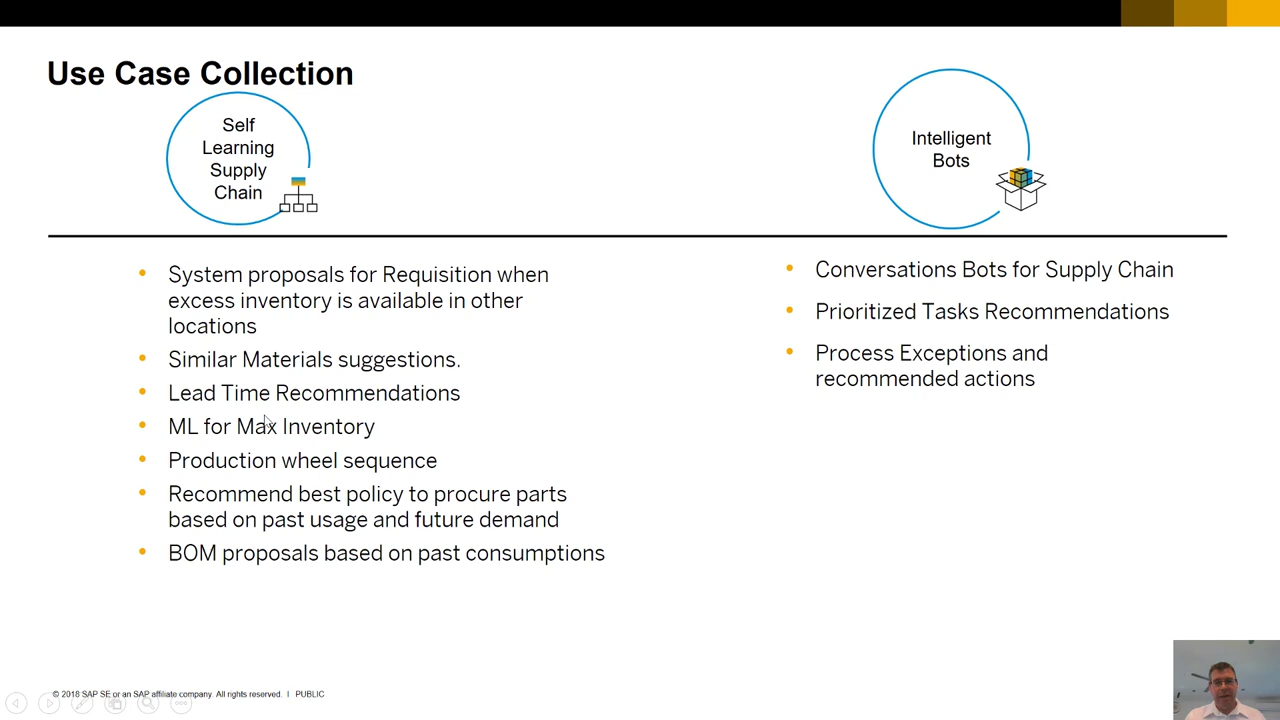 Use Case Collection
Self
Learning
Supply
Chain
Intelligent
Bots
• System proposals for Requisition when
excess inventory is available in other
locations
• Similar Materials suggestions.
• Lead Time Recommendations
• ML for Max Inventory
• Production wheel sequence
• Recommend best policy to procure parts
based on past usage and future demand
• BOM proposals based on past consumptions
• Conversations Bots for Supply Chain
• Prioritized Tasks Recommendations
• Process Exceptions and
recommended actions
© 2018 SAP SE or an SAP affiliate company. All rights reserved. I PUBLIC